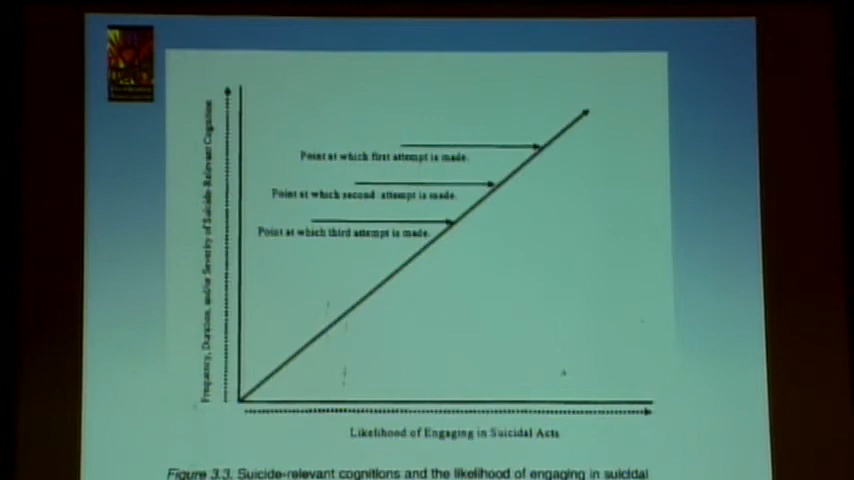 Frequency, Duration, and/or Severity of Suicide-Relevant Cognition
Point at which first attempt is made.
Point at which second attempt is made.
Point at which third attempt is made.
Likelihood of Engaging in Suicidal Acts
Figure 3.3. Suicide-relevant cognitions and the likelihood of engaging in suicidal